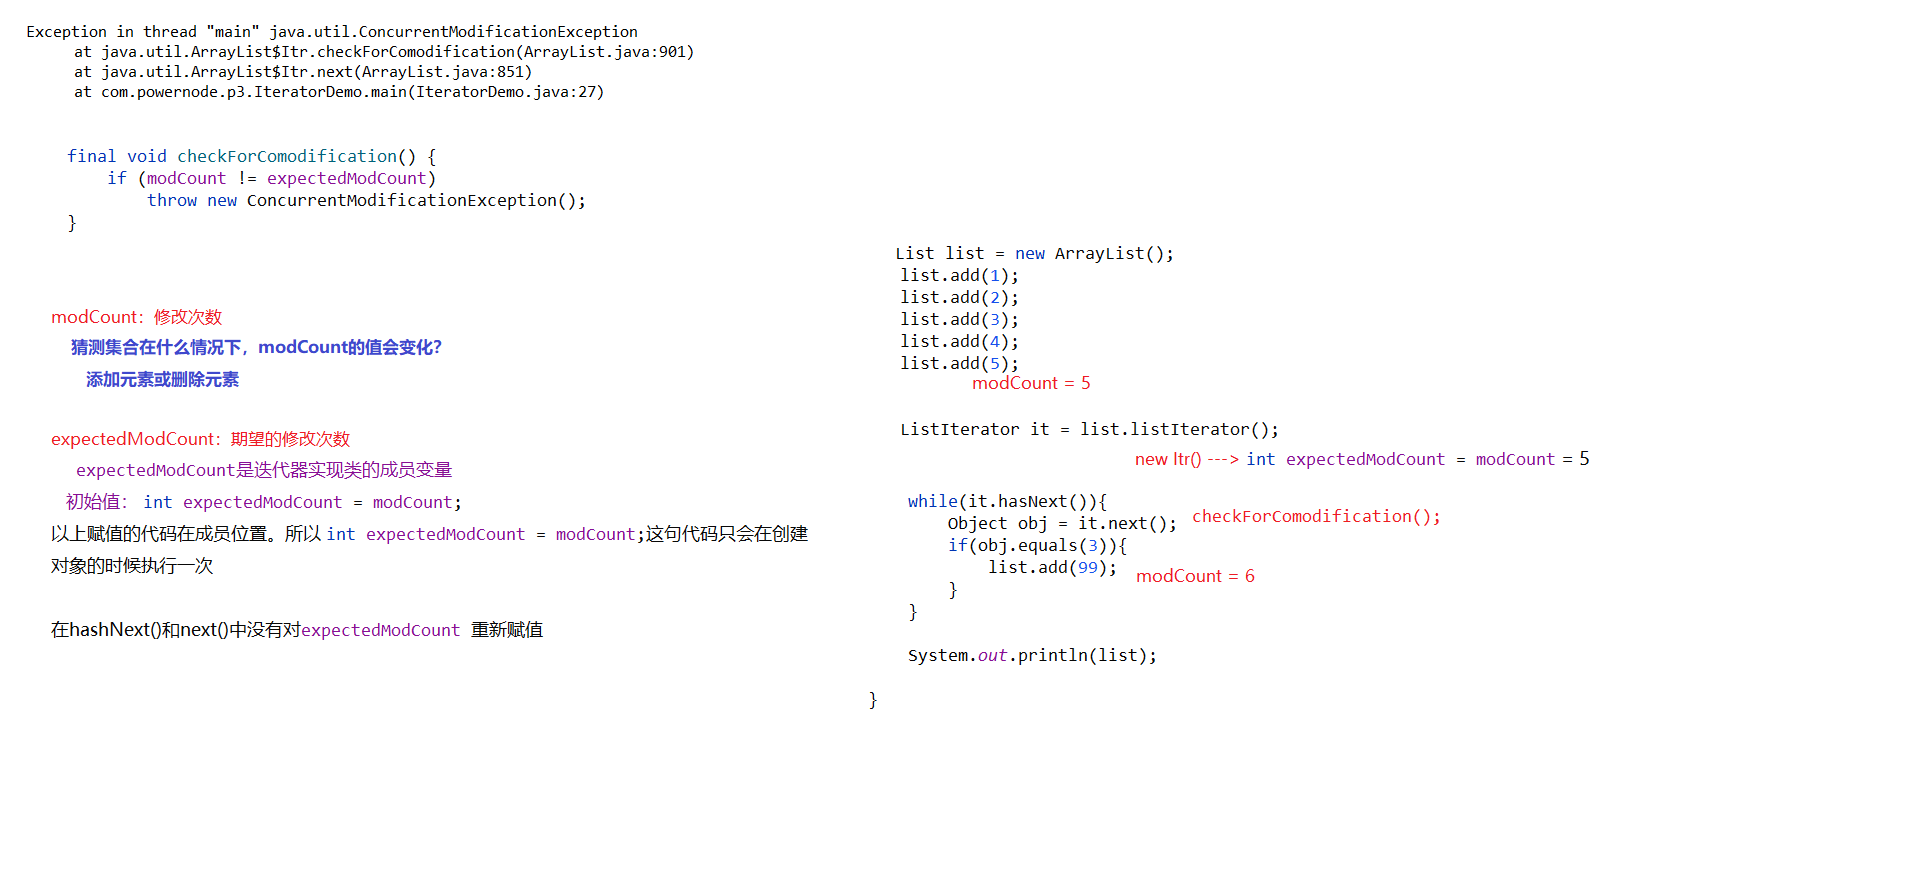 Exception in thread "main" java.util.ConcurrentModificationException
at java.util.ArrayList$Itr.checkForComodification(ArrayList.java:901)
at java.util.ArrayList$Itr.next(ArrayList.java:851)
at com.powernode.p3.IteratorDemo.main(IteratorDemo.java:27)
final void checkForComodification() {
if (modCount != expectedModCount)
throw new ConcurrentModificationException();
}
modCount：修改次数
猜测集合在什么情况下，modCount的值会变化？
添加元素或删除元素
expectedModCount：期望的修改次数
expectedModCount是迭代器实现类的成员变量
初始值： int expectedModCount = modCount;
以上赋值的代码在成员位置。所以 int expectedModCount = modCount;这句代码只会在创建
对象的时候执行一次
在hashNext()和next()中没有对expectedModCount 重新赋值
List list = new ArrayList();
list.add(1);
list.add(2);
list.add(3);
list.add(4);
list.add(5);
modCount = 5
ListIterator it = list.listIterator();
new Itr() ---> int expectedModCount = modCount = 5
while(it.hasNext()){
Object obj = it.next(); checkForComodification();
if(obj.equals(3)){
list.add(99); modCount = 6
}
}
System.out.println(list);
}